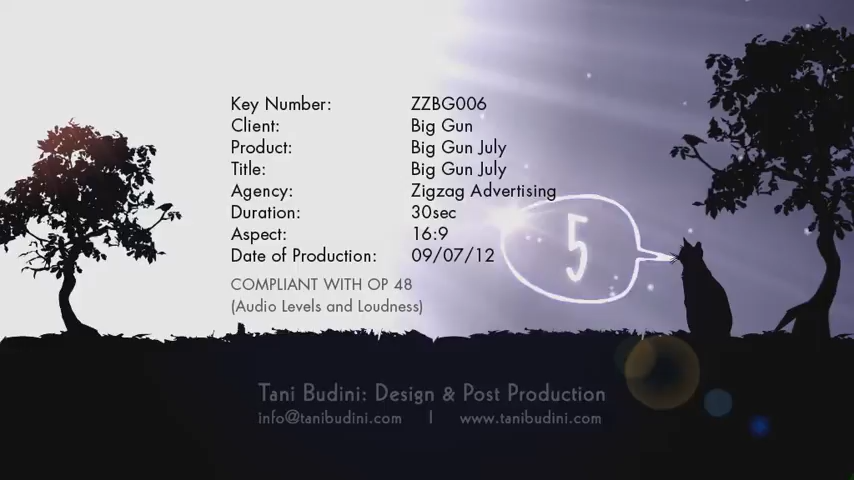 Key Number: ZZBG006
Client: Big Gun
Product: Big Gun July
Title: Big Gun July
Agency: Zigzag Advertising
Duration: 30sec
Aspect: 16:9
Date of Production: 09/07/12
COMPLIANT WITH OP 48
(Audio Levels and Loudness)
5
Tani Budini: Design & Post Production
info@tanibudini.com | www.tanibudini.com